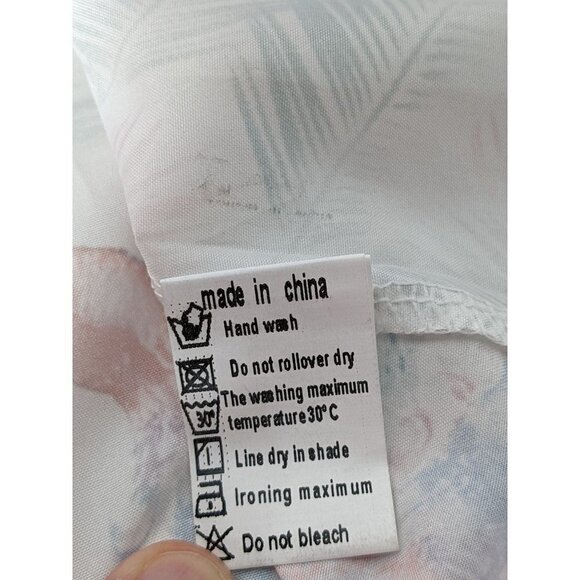 made in china
Hand wash
Do not rollover dry
The washing maximum
30°
temperature 30°C
Line dry in shade
Ironing maximum
Do not bleach